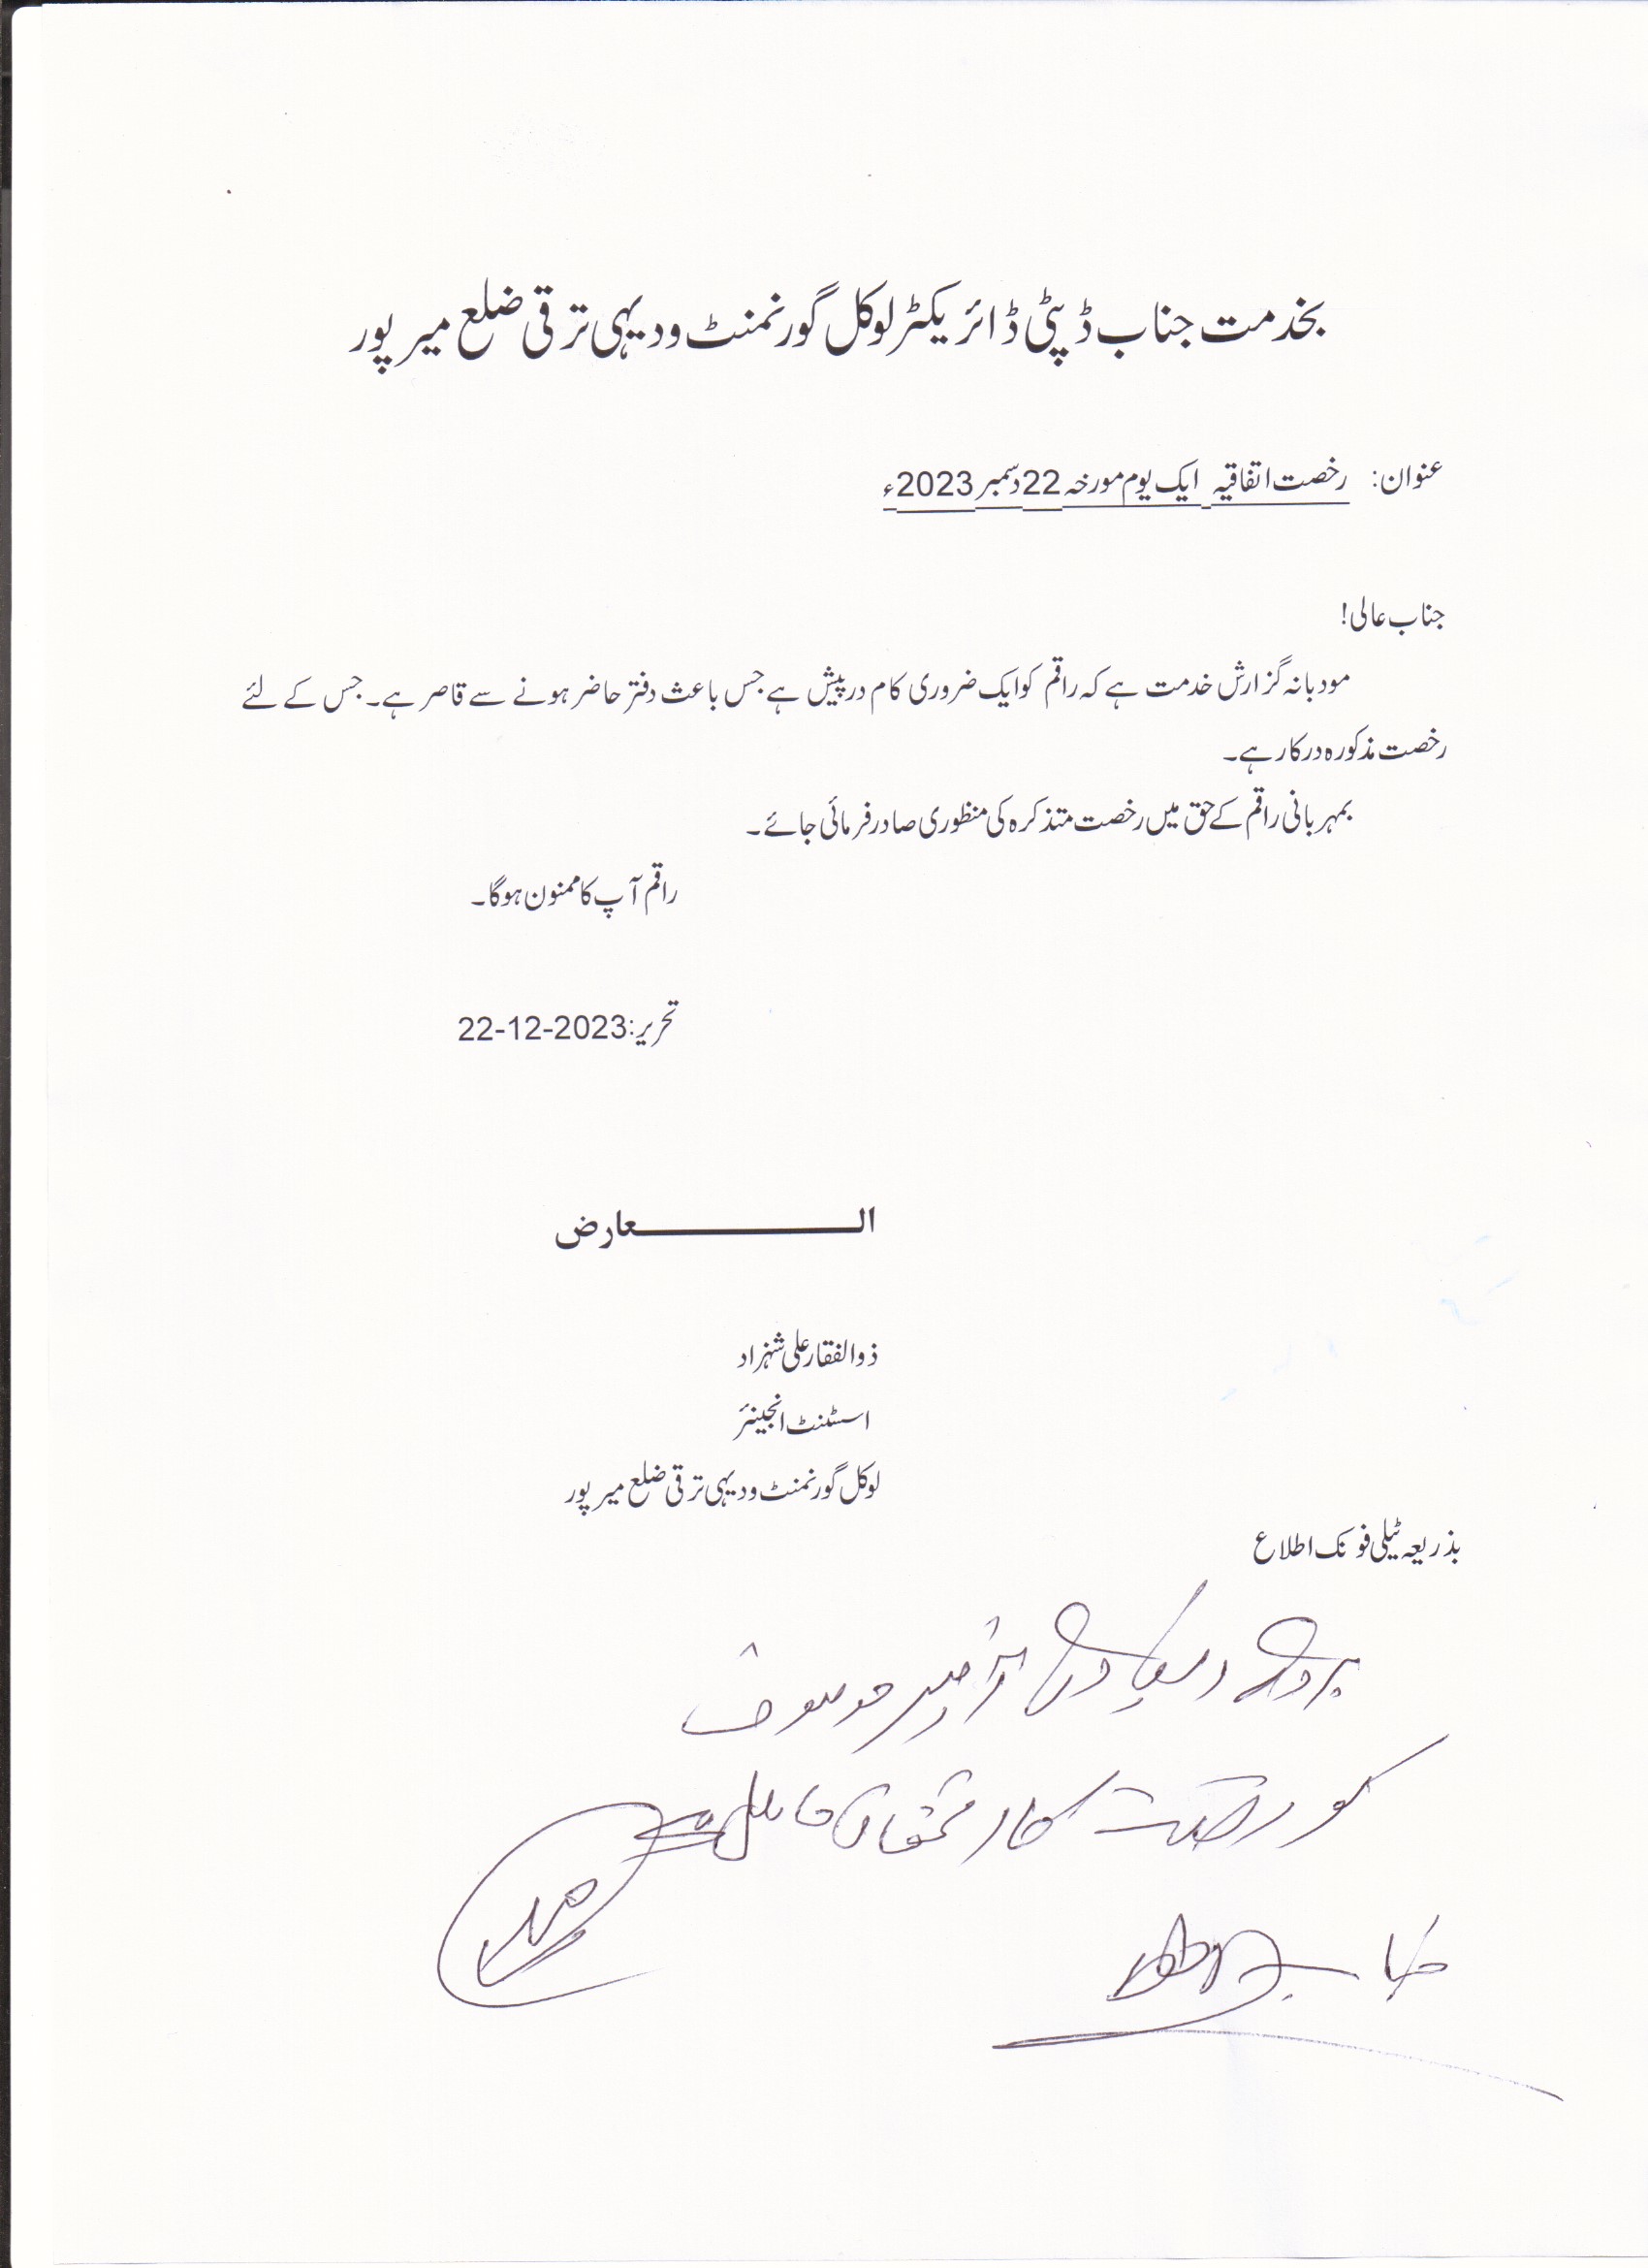 بخدمت جناب ڈپٹی ڈائریکٹر لوکل گورنمنٹ و دیہی ترقی ضلع میرپور
عنوان: رخصت اتفاقیہ ایک یوم مورخہ 22 دسمبر 2023ء
جناب عالی!
مودبانہ گزارش خدمت ہے کہ راقم کو ایک ضروری کام درپیش ہے جس باعث دفتر حاضر ہونے سے قاصر ہے۔ جس کے لئے
رخصت مذکورہ درکار ہے۔
بمہربانی راقم کے حق میں رخصت متذکرہ کی منظوری صادر فرمائی جائے۔
راقم آپ کا ممنون ہوگا۔
تحریر: 22-12-2023
العارض
ذوالفقار علی شہزاد
اسسٹنٹ انجینئر
لوکل گورنمنٹ و دیہی ترقی ضلع میرپور
بذریعہ ٹیلی فونک اطلاع
آفیسر موصوف
کو رخصت